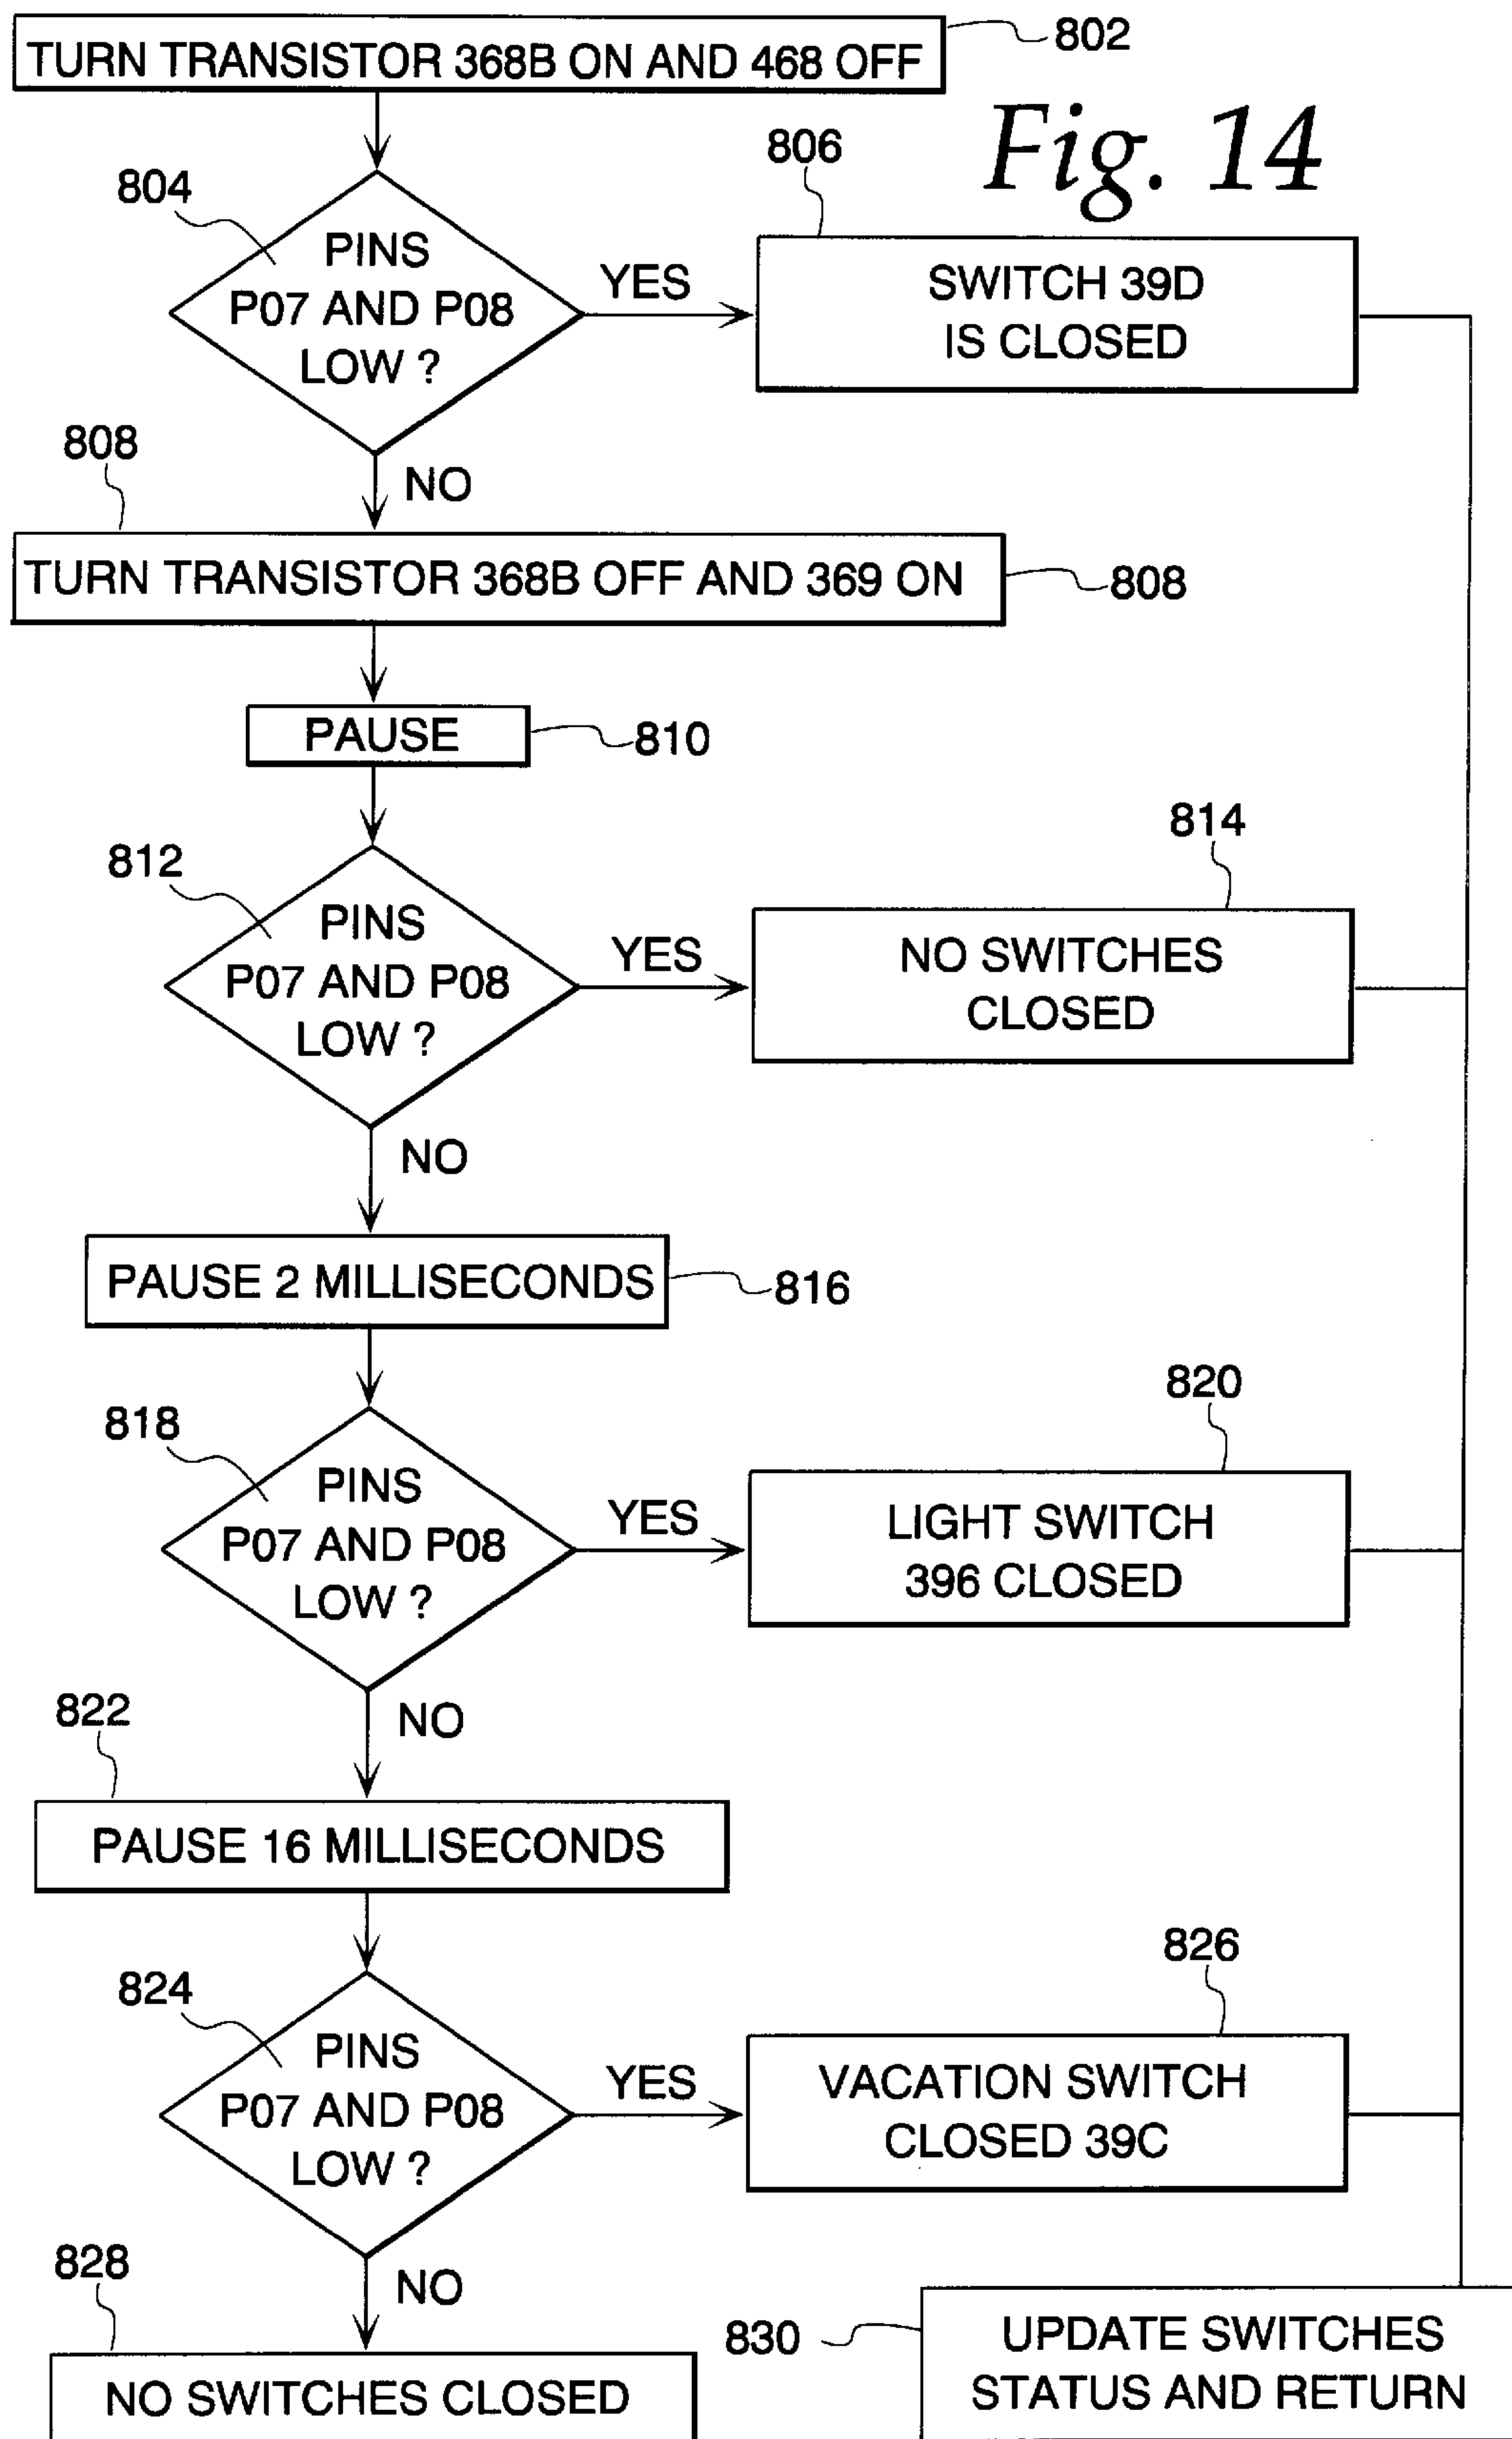 TURN TRANSISTOR 368B ON AND 468 OFF
802
Fig. 14
804
PINS
P07 AND P08
LOW ?
YES
806
SWITCH 39D
IS CLOSED
NO
808
TURN TRANSISTOR 368B OFF AND 369 ON
808
PAUSE
810
812
PINS
P07 AND P08
LOW ?
YES
814
NO SWITCHES
CLOSED
NO
PAUSE 2 MILLISECONDS
816
818
PINS
P07 AND P08
LOW ?
YES
820
LIGHT SWITCH
396 CLOSED
NO
822
PAUSE 16 MILLISECONDS
824
PINS
P07 AND P08
LOW ?
YES
826
VACATION SWITCH
CLOSED 39C
NO
828
NO SWITCHES CLOSED
830
UPDATE SWITCHES
STATUS AND RETURN